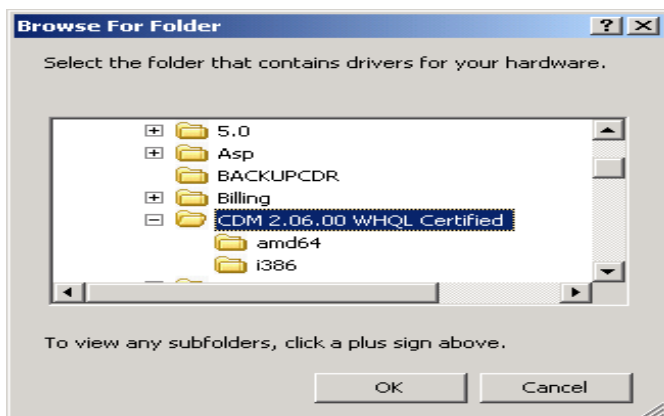 Browse For Folder
Select the folder that contains drivers for your hardware.
5.0
Asp
BACKUPCDR
Billing
CDM 2.06.00 WHQL Certified
amd64
i386
To view any subfolders, click a plus sign above.
OK Cancel